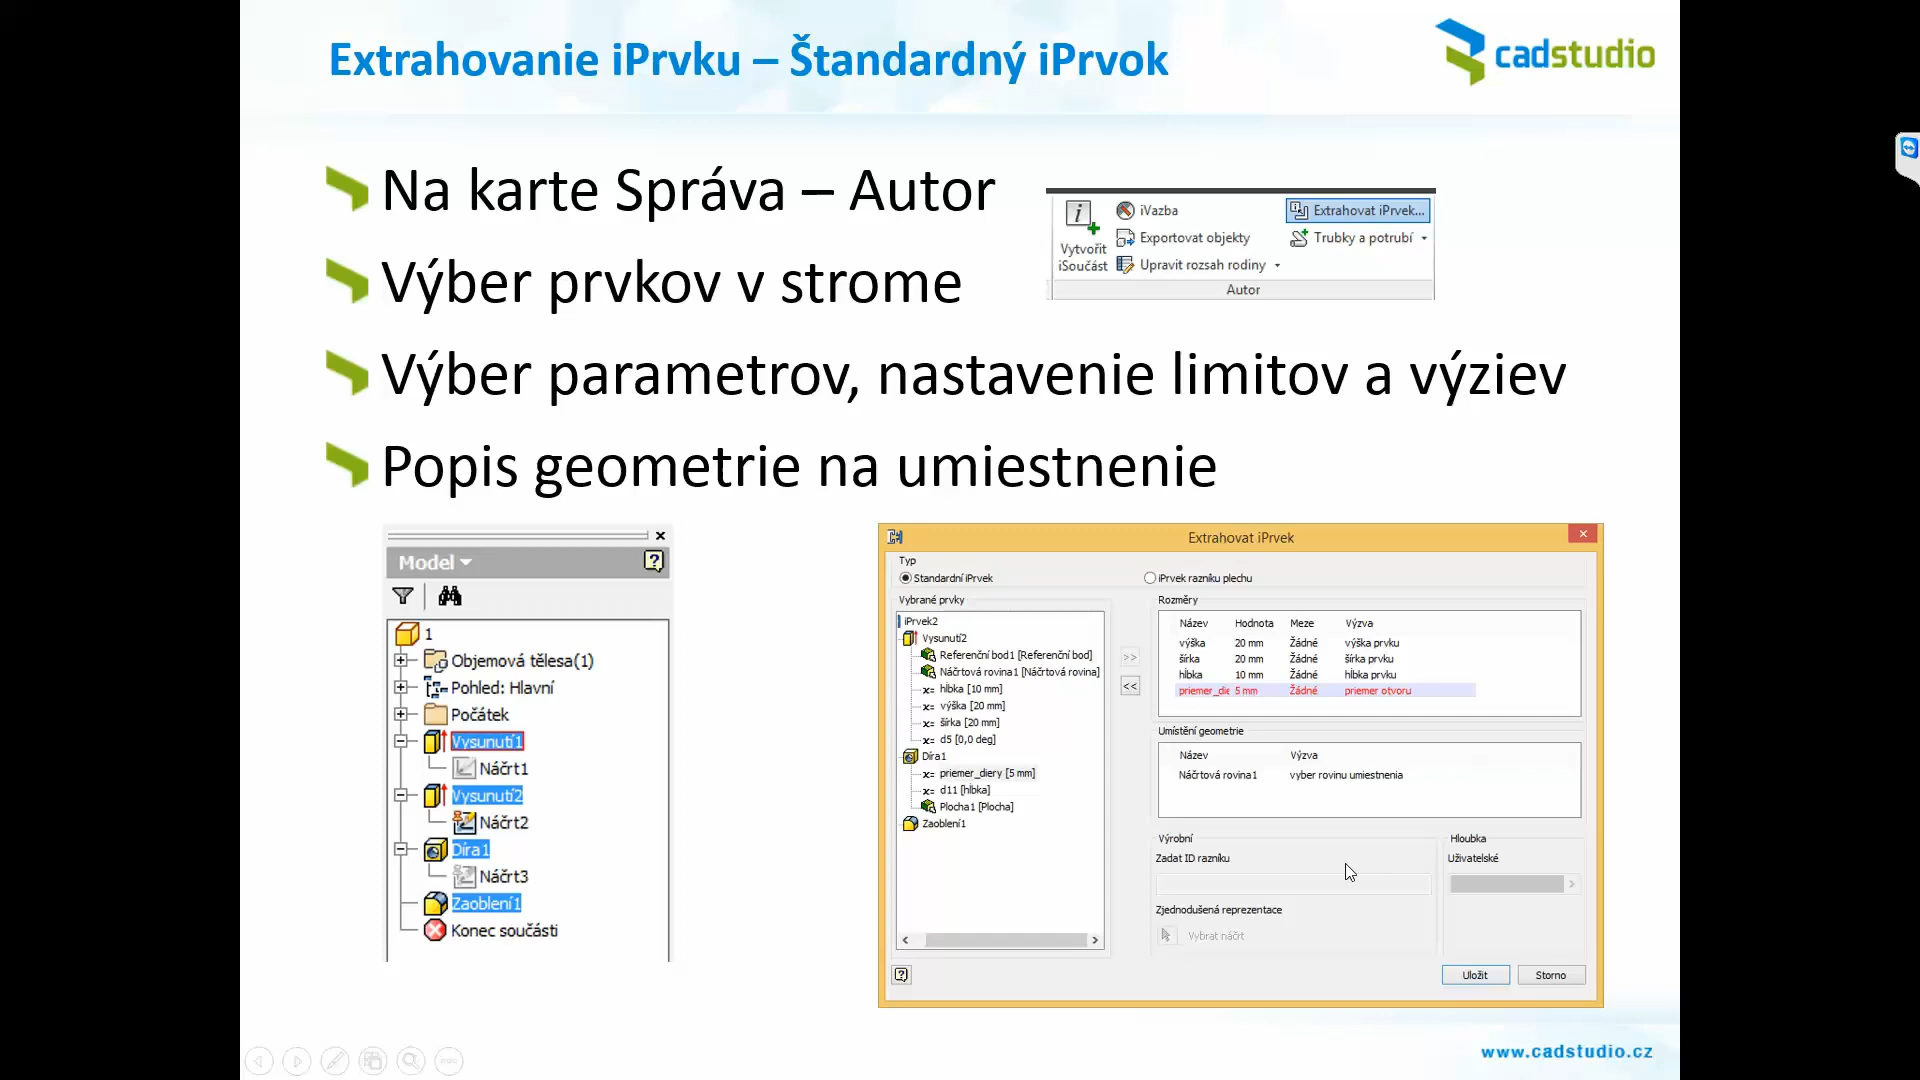 Extrahovanie iPrvku – Štandardný iPrvok
cadstudio
Na karte Správa – Autor
Výber prvkov v strome
Výber parametrov, nastavenie limitov a výziev
Popis geometrie na umiestnenie
Vytvořit
iSoučást
iVazba
Exportovat objekty
Upravit rozsah rodiny
Extrahovat iPrvek...
Trubky a potrubí
Autor
Model
1
Objemová tělesa(1)
Pohled: Hlavní
Počátek
Vysunutí1
Náčrt1
Vysunutí2
Náčrt2
Díra1
Náčrt3
Zaoblení1
Konec součásti
Extrahovat iPrvek
Typ
Standardní iPrvek
iPrvek razníku plechu
Vybrané prvky
iPrvek2
Vysunutí2
Referenční bod1 [Referenční bod]
Náčrtová rovina1 [Náčrtová rovina]
x= hĺbka [10 mm]
x= výška [20 mm]
x= šírka [20 mm]
x= d5 [0,0 deg]
Díra1
x= priemer_diery [5 mm]
x= d11 [hĺbka]
Plocha1 [Plocha]
Zaoblení1
>>
<<
Rozměry
Název Hodnota Meze Výzva
výška 20 mm Žádné výška prvku
šírka 20 mm Žádné šírka prvku
hĺbka 10 mm Žádné hĺbka prvku
priemer_die 5 mm Žádné priemer otvoru
Umístění geometrie
Název Výzva
Náčrtová rovina1 vyber rovinu umiestnenia
Výrobní
Zadat ID razníku
Zjednodušená reprezentace
Vybrat náčrt
Hloubka
Uživatelské
Uložit
Storno
www.cadstudio.cz